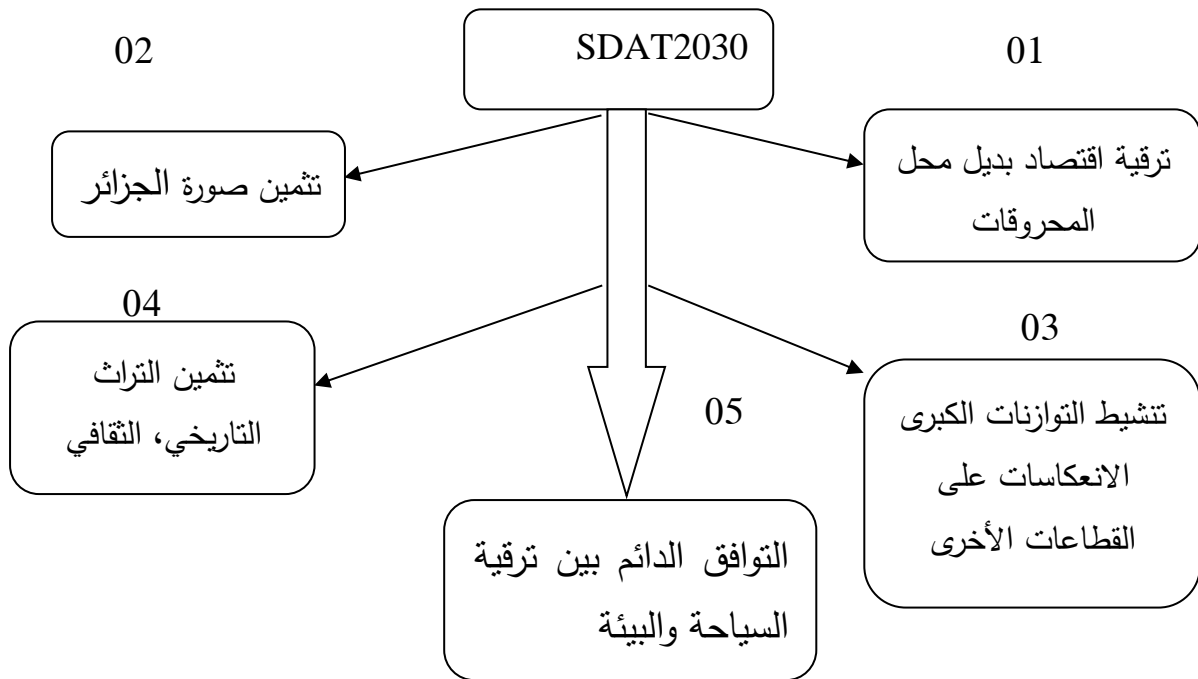 SDAT2030
01
ترقية اقتصاد بديل محل
المحروقات
02
تثمين صورة الجزائر
03
تنشيط التوازنات الكبرى
الانعكاسات على
القطاعات الأخرى
04
تثمين التراث
التاريخي، الثقافي
05
التوافق الدائم بين ترقية
السياحة والبيئة